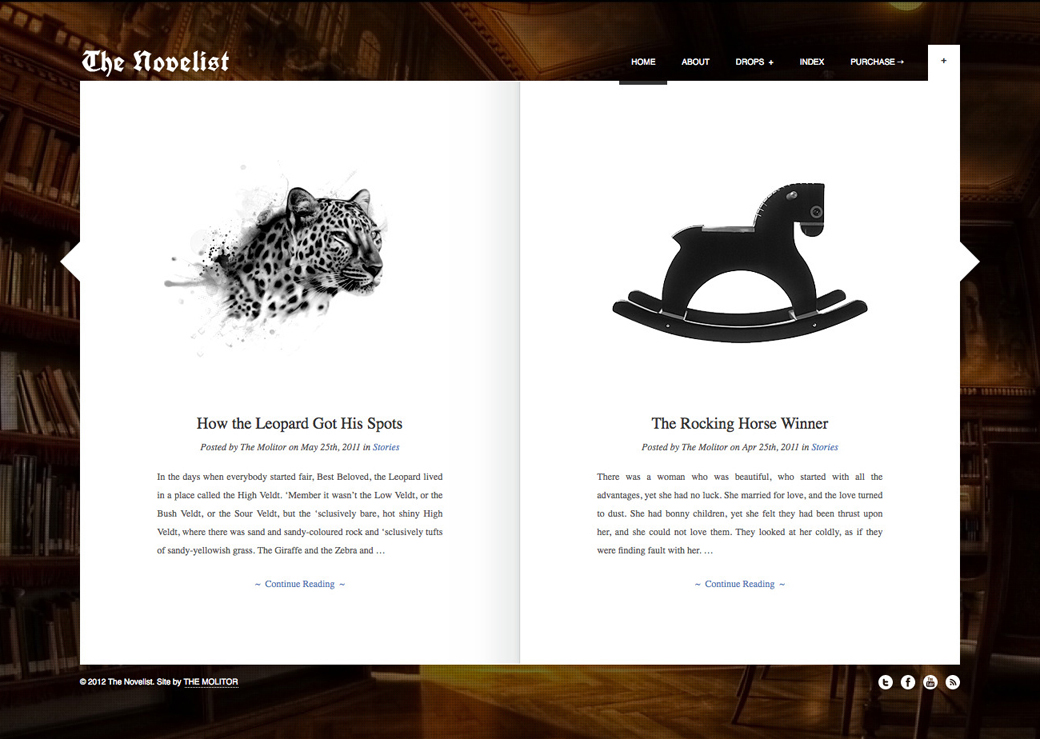 The Novelist
HOME ABOUT DROPS + INDEX PURCHASE → +
How the Leopard Got His Spots
Posted by The Molitor on May 25th, 2011 in Stories
In the days when everybody started fair, Best Beloved, the Leopard lived
in a place called the High Veldt. ‘Member it wasn’t the Low Veldt, or the
Bush Veldt, or the Sour Veldt, but the ‘sclusively bare, hot shiny High
Veldt, where there was sand and sandy-coloured rock and ‘sclusively tufts
of sandy-yellowish grass. The Giraffe and the Zebra and …
~ Continue Reading ~
The Rocking Horse Winner
Posted by The Molitor on Apr 25th, 2011 in Stories
There was a woman who was beautiful, who started with all the
advantages, yet she had no luck. She married for love, and the love turned
to dust. She had bonny children, yet she felt they had been thrust upon
her, and she could not love them. They looked at her coldly, as if they
were finding fault with her. …
~ Continue Reading ~
© 2012 The Novelist. Site by THE MOLITOR